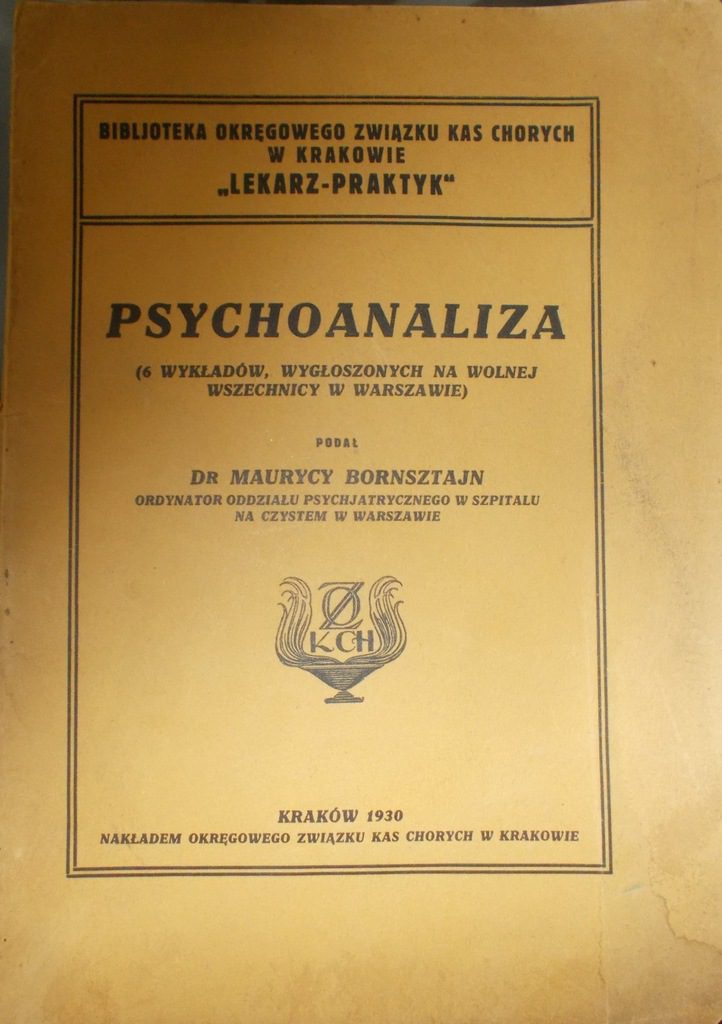 BIBLJOTEKA OKRĘGOWEGO ZWIĄZKU KAS CHORYCH
W KRAKOWIE
„LEKARZ-PRAKTYK“
PSYCHOANALIZA
(6 WYKŁADÓW, WYGŁOSZONYCH NA WOLNEJ
WSZECHNICY W WARSZAWIE)
PODAŁ
DR MAURYCY BORNSZTAJN
ORDYNATOR ODDZIAŁU PSYCHJATRYCZNEGO W SZPITALU
NA CZYSTEM W WARSZAWIE
OZ
KCH
KRAKÓW 1930
NAKŁADEM OKRĘGOWEGO ZWIĄZKU KAS CHORYCH W KRAKOWIE